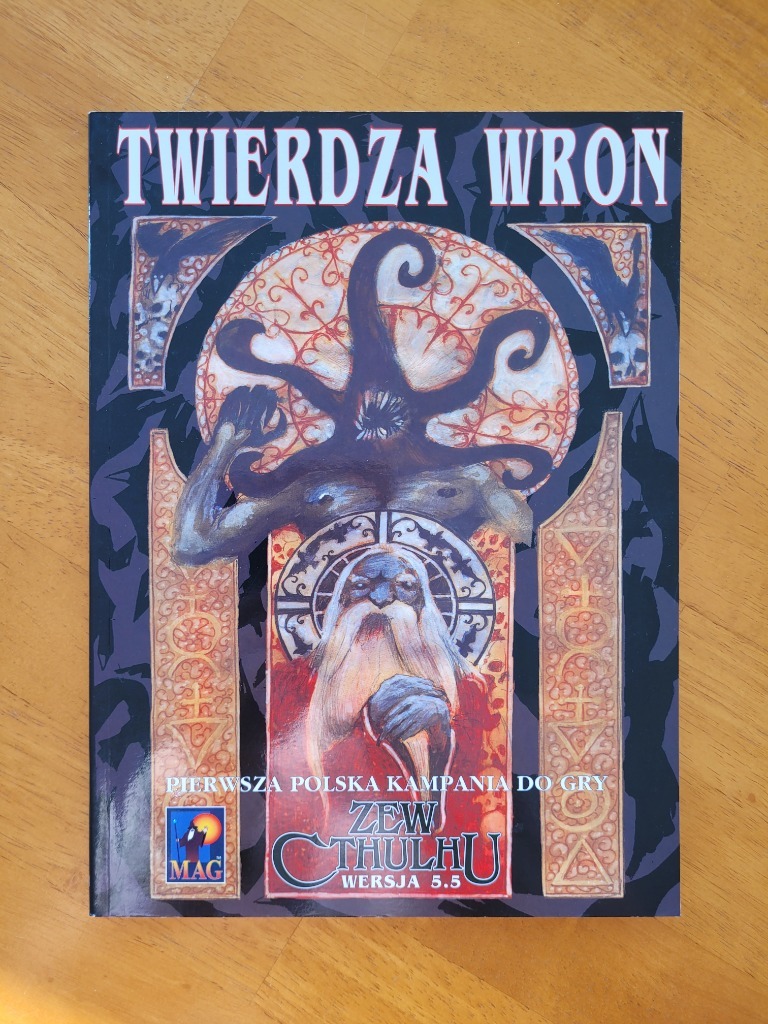 TWIERDZA WRON
PIERWSZA POLSKA KAMPANIA DO GRY
ZEW
CTHULHU
WERSJA 5.5
MAG